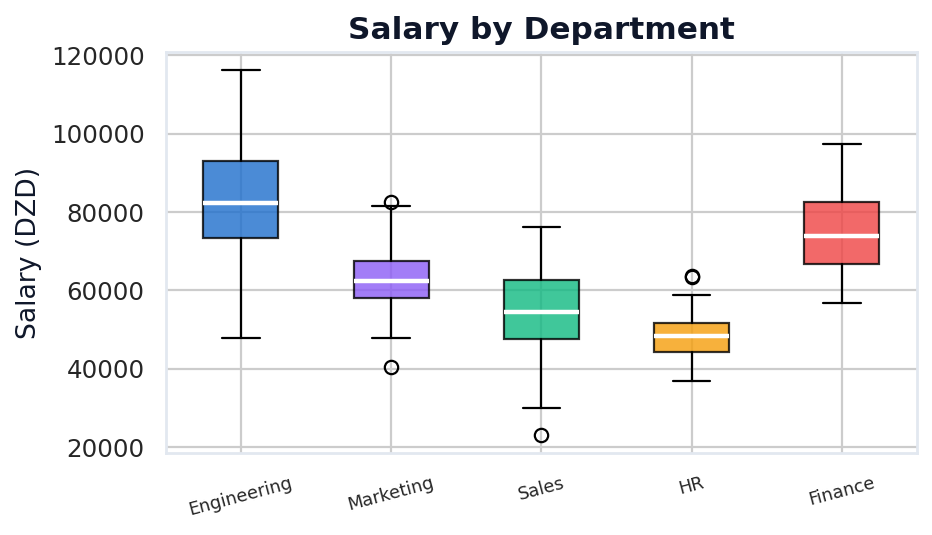 Salary by Department
Salary (DZD)
120000
100000
80000
60000
40000
20000
Engineering
Marketing
Sales
HR
Finance